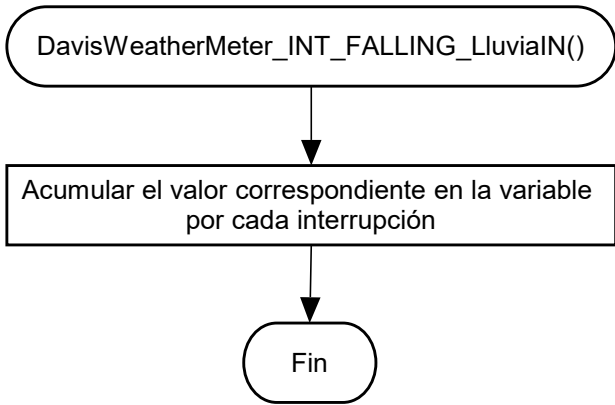 DavisWeatherMeter_INT_FALLING_LluviaIN()
Acumular el valor correspondiente en la variable
por cada interrupción
Fin